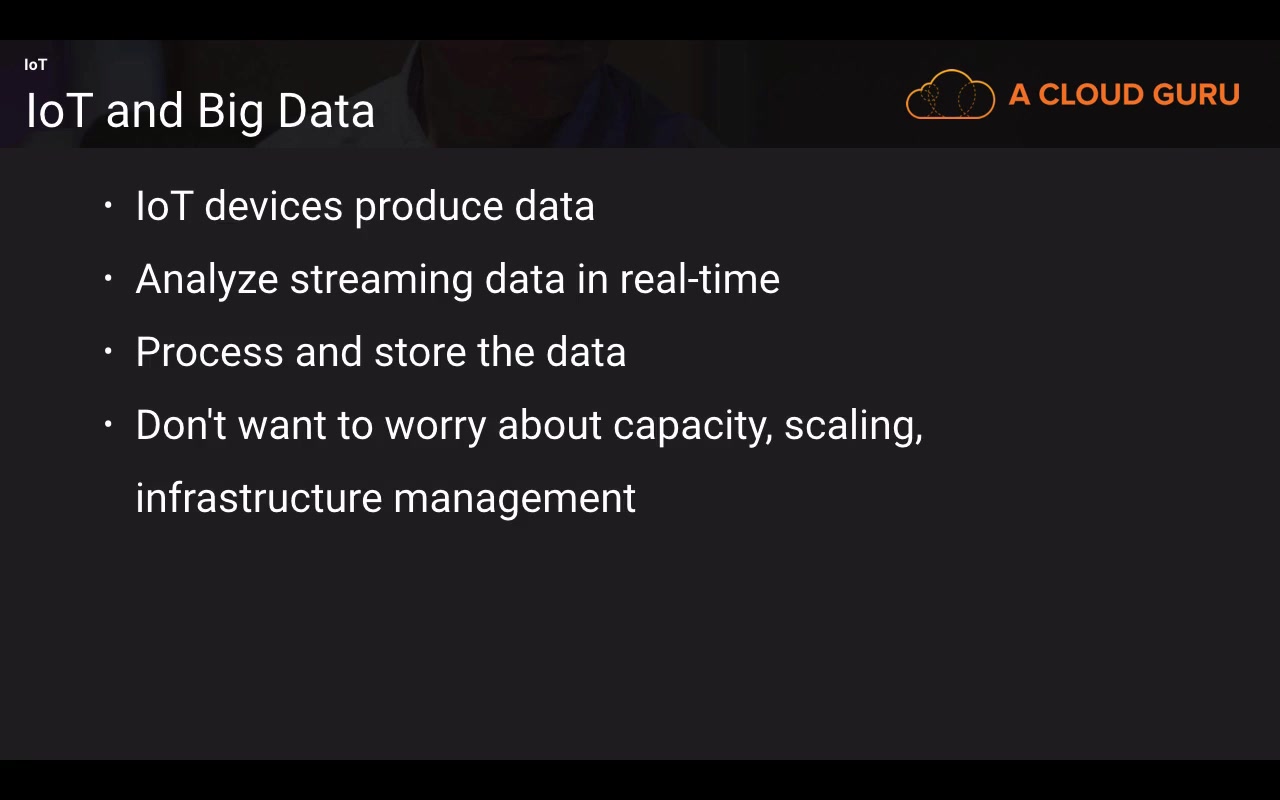 IoT
IoT and Big Data
A CLOUD GURU
• IoT devices produce data
• Analyze streaming data in real-time
• Process and store the data
• Don't want to worry about capacity, scaling,
infrastructure management